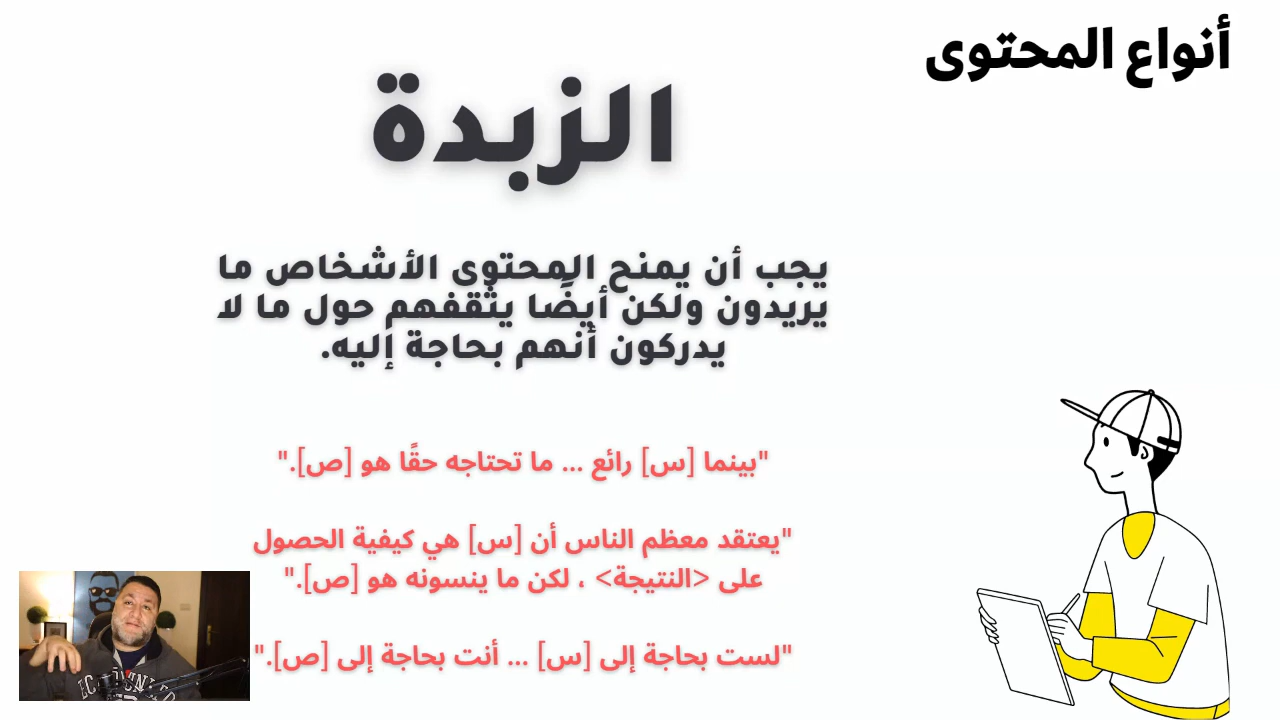 أنواع المحتوى
الزبدة
يجب أن يمنح المحتوى الأشخاص ما
يريدون ولكن أيضًا يثقفهم حول ما لا
يدركون أنهم بحاجة إليه.
"بينما [س] رائع ... ما تحتاجه حقًا هو [ص]."
"يعتقد معظم الناس أن [س] هي كيفية الحصول
على <النتيجة> ، لكن ما ينسونه هو [ص]."
"لست بحاجة إلى [س] ... أنت بحاجة إلى [ص]."